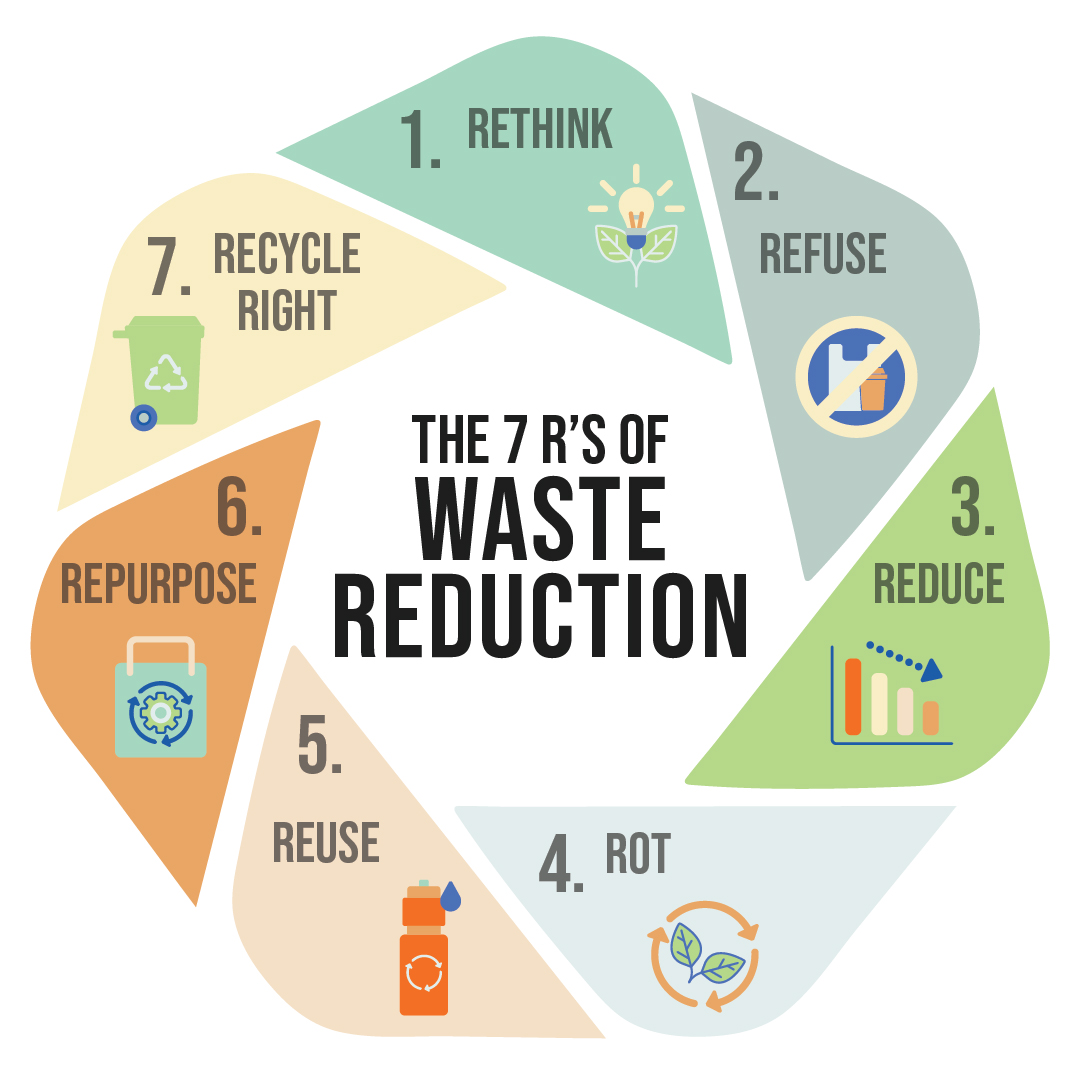 THE 7 R'S OF
WASTE
REDUCTION
1. RETHINK
2.
REFUSE
3.
REDUCE
4. ROT
5.
REUSE
6.
REPURPOSE
7. RECYCLE
RIGHT